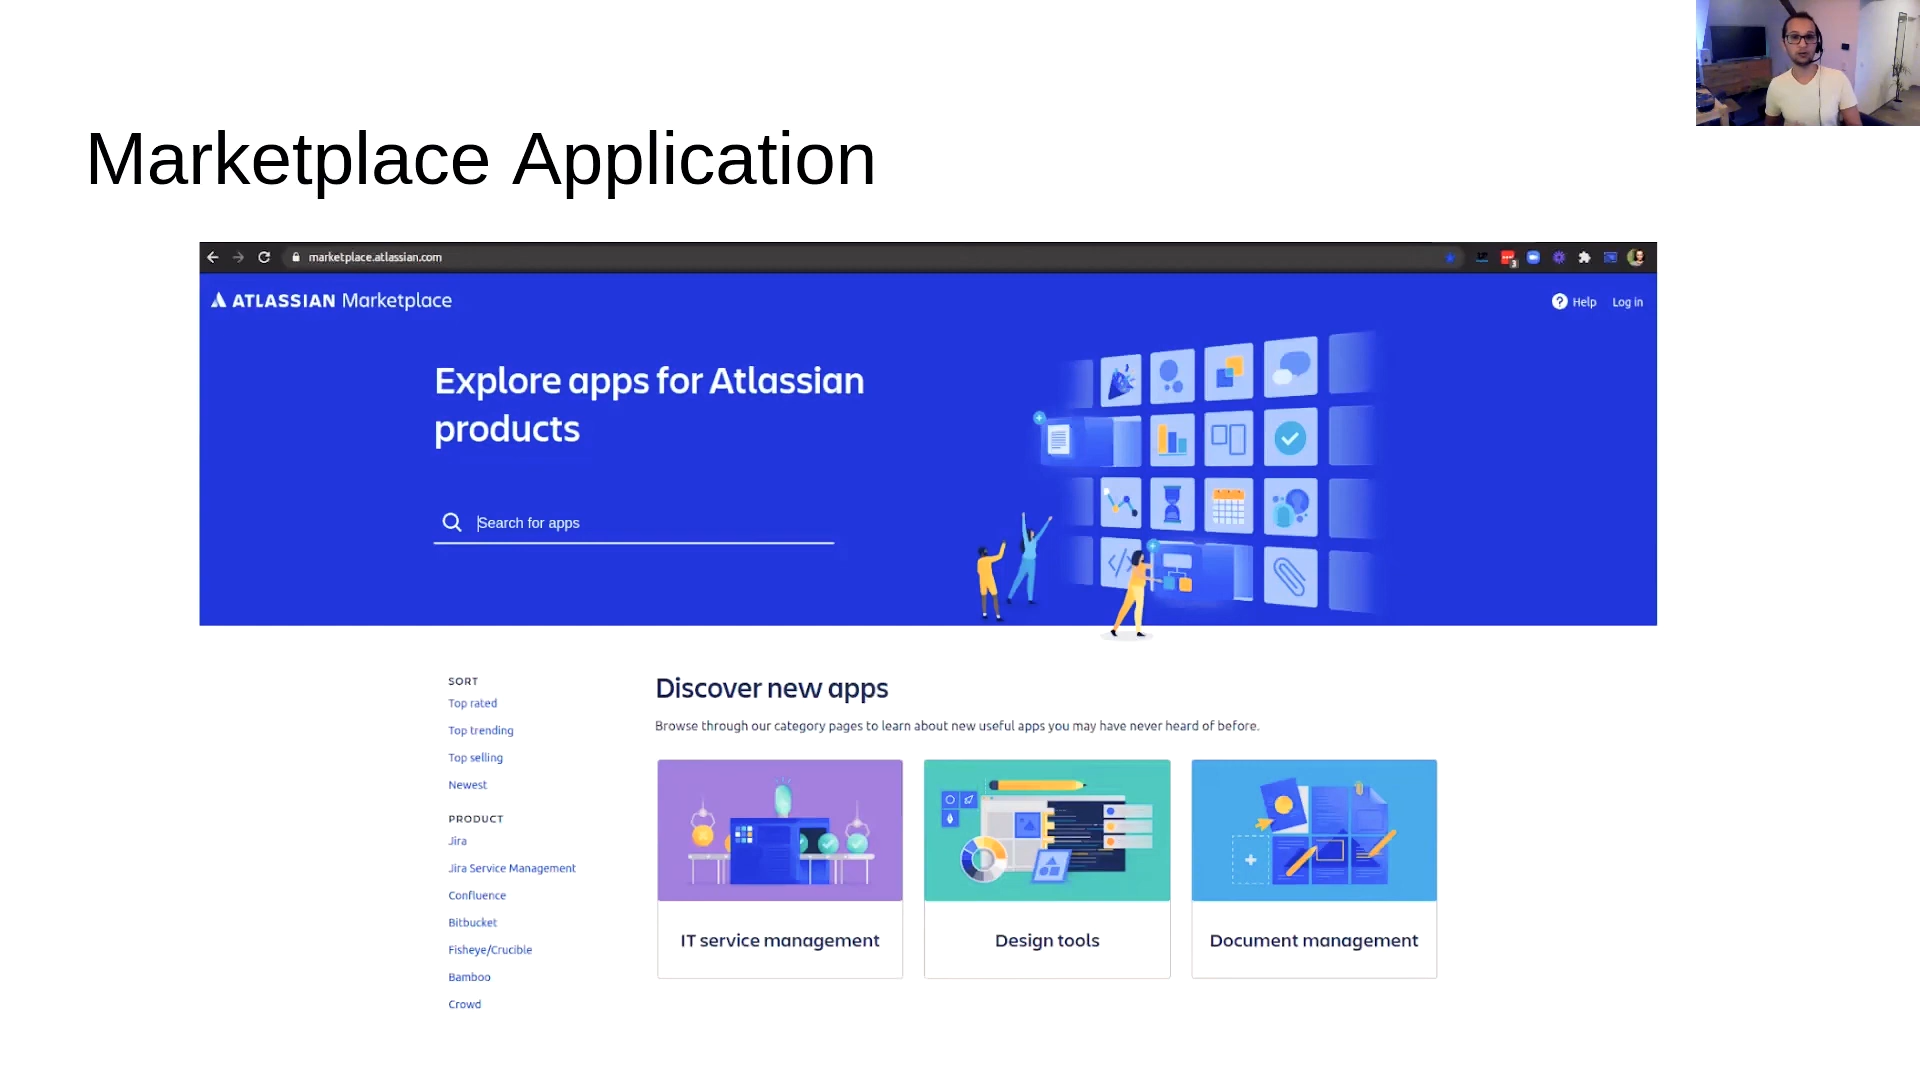 Marketplace Application
marketplace.atlassian.com
3
ATLASSIAN Marketplace
? Help Log in
Explore apps for Atlassian
products
Search for apps
</>
SORT
Top rated
Top trending
Top selling
Newest
PRODUCT
Jira
Jira Service Management
Confluence
Bitbucket
Fisheye/Crucible
Bamboo
Crowd
Discover new apps
Browse through our category pages to learn about new useful apps you may have never heard of before.
IT service management
Design tools
Document management